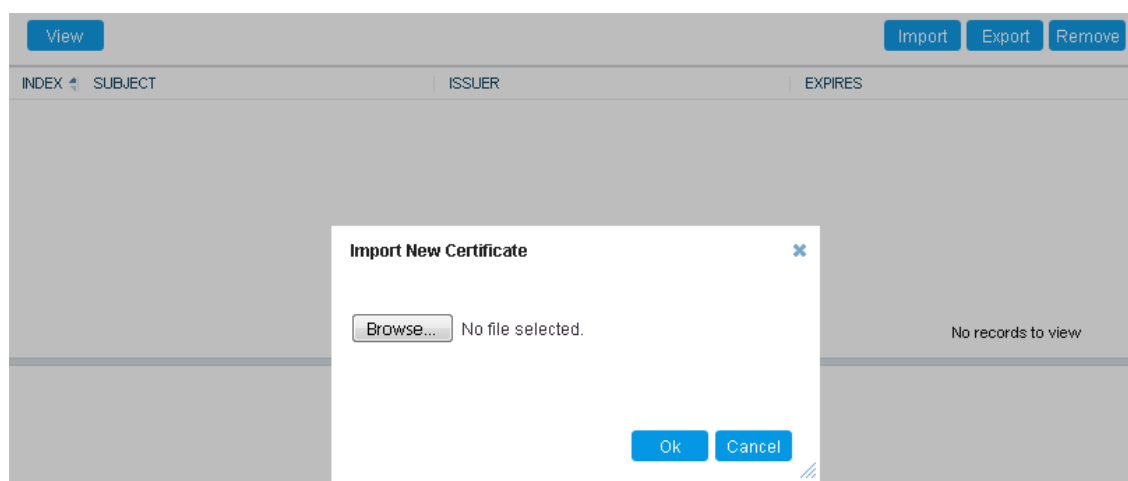 View Import Export Remove
INDEX SUBJECT ISSUER EXPIRES
Import New Certificate
Browse... No file selected.
No records to view
Ok Cancel